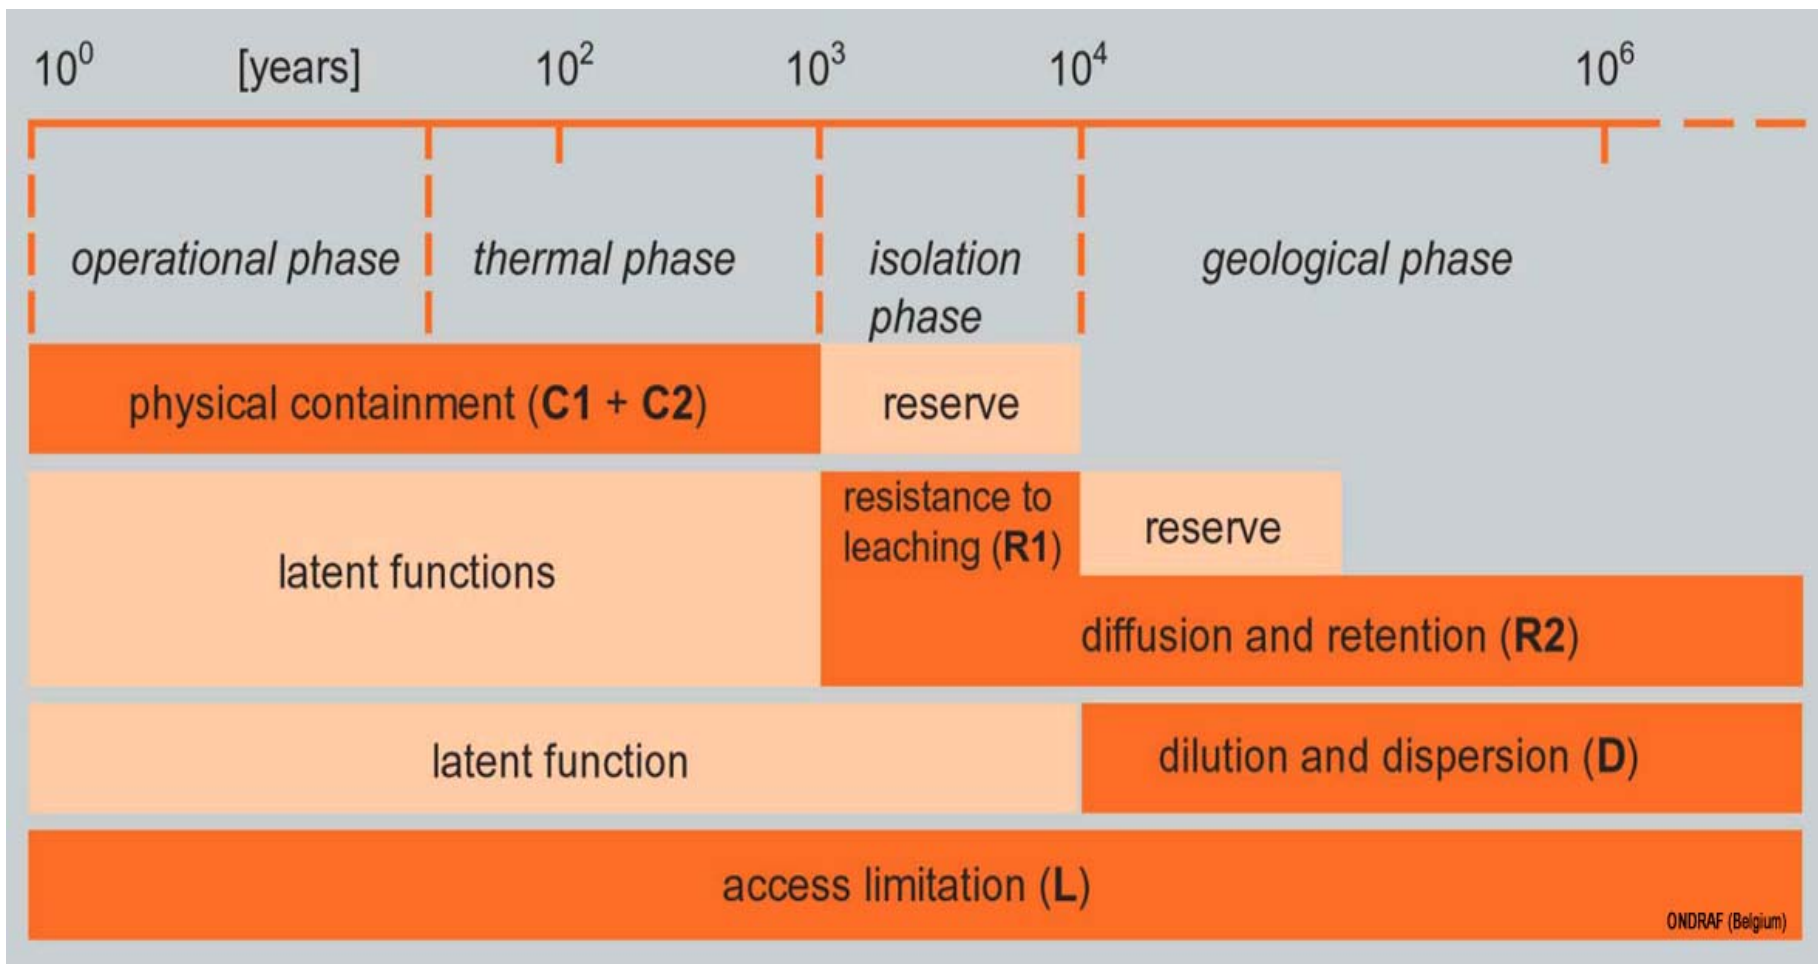 10⁰ [years] 10² 10³ 10⁴ 10⁶
operational phase thermal phase isolation geological phase
phase
physical containment (C1 + C2) reserve
resistance to
leaching (R1)
reserve
latent functions
diffusion and retention (R2)
latent function dilution and dispersion (D)
access limitation (L)
ONDRAF (Belgium)